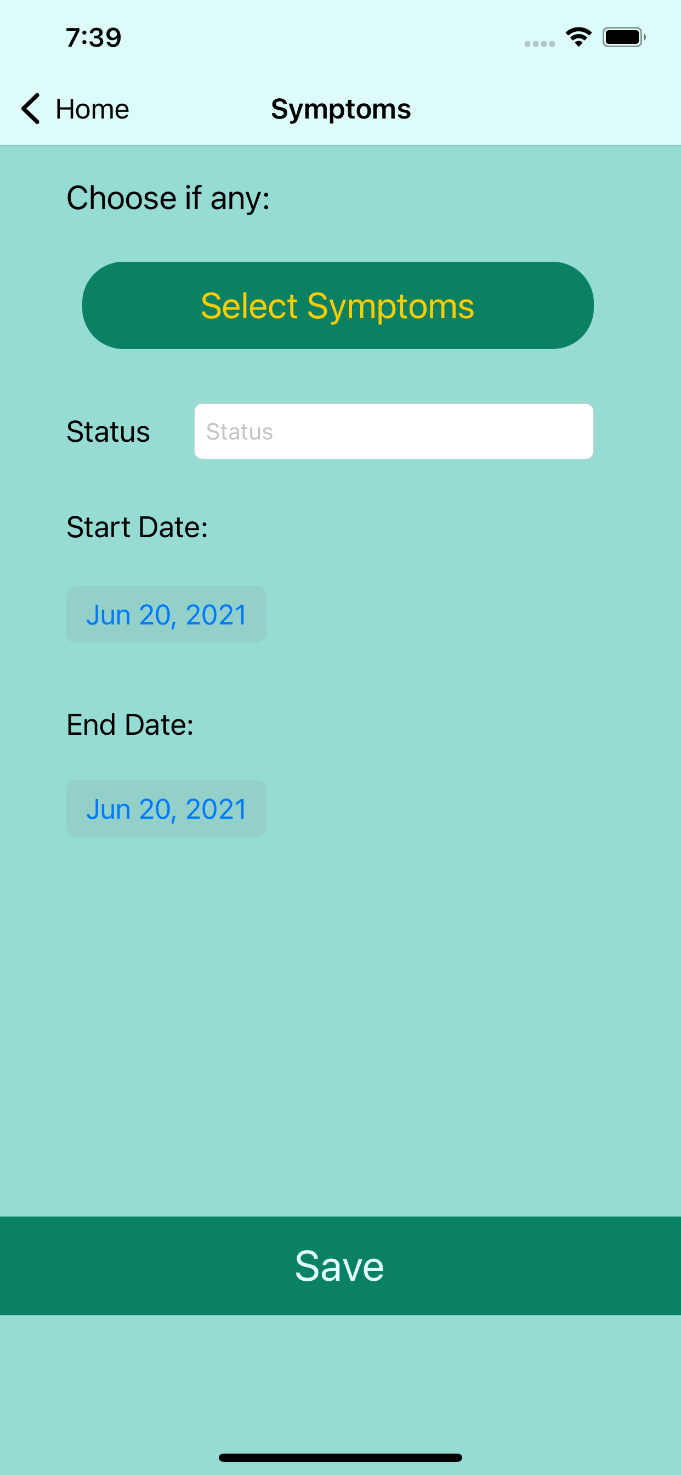 7:39
Home
Symptoms
Choose if any:
Select Symptoms
Status
Status
Start Date:
Jun 20, 2021
End Date:
Jun 20, 2021
Save